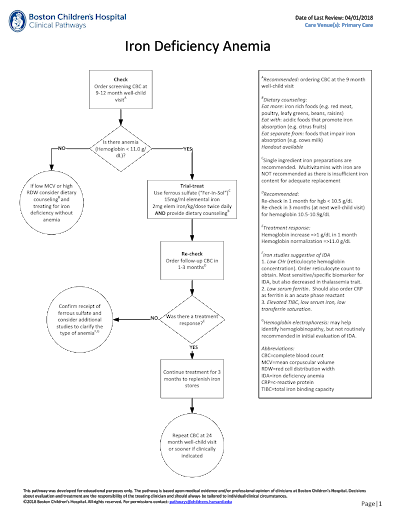 Boston Children's Hospital
Clinical Pathways
Date of Last Review: 04/01/2018
Care Venue(s): Primary Care
Iron Deficiency Anemia
Check
Order screening CBC at
9-12 month well-child
visit
Is there anemia
(Hemoglobin <11.0 g/
dL)?
NO
YES
If low MCV or high
RDW consider dietary
counseling and
treating for iron
deficiency without
anemia
Trial-treat
Use ferrous sulfate ("Fer-In-Sol")
15mg/ml elemental iron
2mg elem iron/kg/dose twice daily
AND provide dietary counseling
Re-check
Order follow up CBC in
1-3 months
Was there a treatment
response?
NO
YES
Confirm receipt of
ferrous sulfate and
consider additional
studies to clarify the
type of anemia
Continue treatment for 3
months to replenish iron
stores
Repeat CBC at 24
month well-child visit
or sooner if clinically
indicated
Recommended: ordering CBC at the 9 month
well-child visit
Dietary counseling:
Eat more: iron rich foods (e.g. red meat,
poultry, leafy greens, beans, raisins)
Eat with: acidic foods that promote iron
absorption (e.g. citrus fruits)
Eat separate from: foods that impair iron
absorption (e.g. cows milk)
Handout available
Single ingredient iron preparations are
recommended. Multivitamins with iron are
NOT recommended as there is insufficient iron
content for adequate replacement
Recommended:
Re-check in 1 month for hgb < 10.5 g/dL
Re-check in 3 months (at next well-child visit)
for hemoglobin 10.5-10.9g/dL
Treatment response:
Hemoglobin increase =>1 g/dL in 1 month
Hemoglobin normalization =>11.0 g/dL
Iron studies suggestive of IDA
1. Low CHr (reticulocyte hemoglobin
concentration). Order reticulocyte count to
obtain. Most sensitive/specific biomarker for
IDA, but also decreased in thalassemia trait.
2. Low serum ferritin. Should also order CRP
as ferritin is an acute phase reactant
3. Elevated TIBC, low serum iron, low
transferrin saturation.
Hemoglobin electrophoresis: may help
identify hemoglobinopathy, but not routinely
recommended in initial evaluation of IDA.
Abbreviations:
CBC=complete blood count
MCV=mean corpuscular volume
RDW=red cell distribution width
IDA=iron deficiency anemia
CRP=c-reactive protein
TIBC=total iron binding capacity
This pathway was developed for educational purposes only. The pathway is based upon medical evidence and/or professional opinion of clinicians at Boston Children's Hospital. Decisions
about evaluation and treatment are the responsibility of the treating clinician and should always be tailored to individual clinical circumstances.
©2018 Boston Children's Hospital. All rights reserved. For permissions contact: pathways@childrens.harvard.edu
Page|1